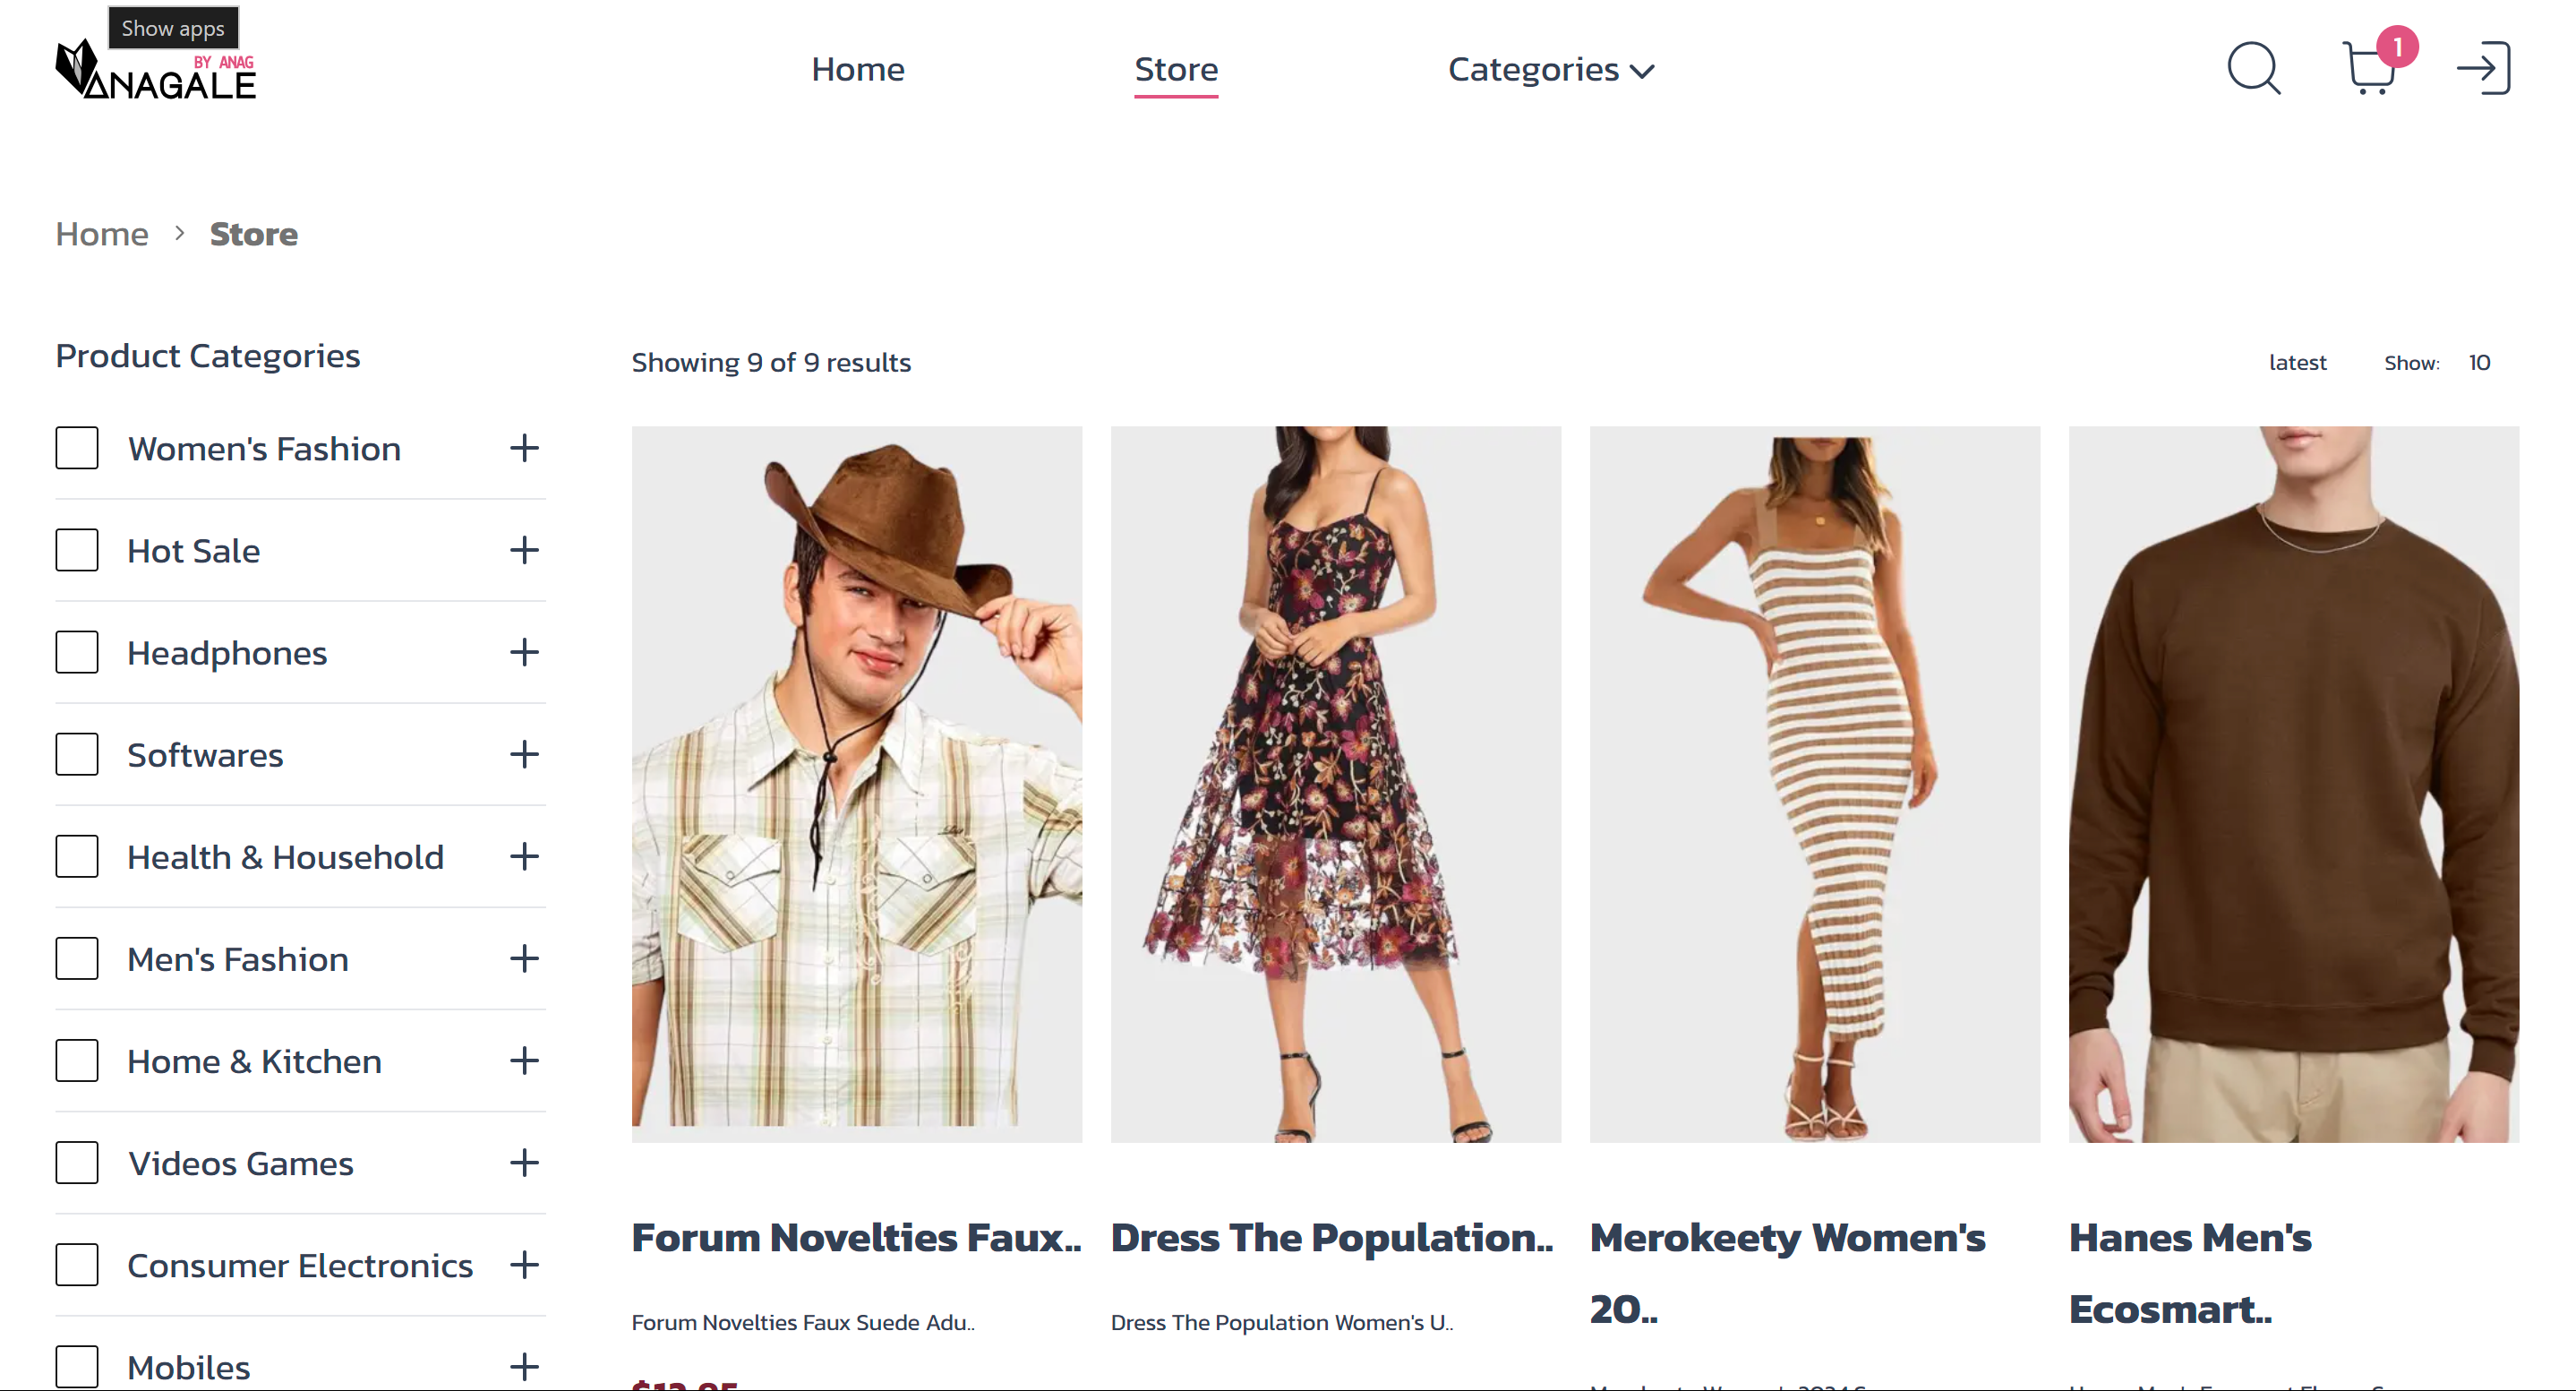 Show apps
BY ANAG
ANAGALE
Home
Store
Categories
1
Home > Store
Product Categories
Showing 9 of 9 results
latest
Show: 10
Women's Fashion
Hot Sale
Headphones
Softwares
Health & Household
Men's Fashion
Home & Kitchen
Videos Games
Consumer Electronics
Mobiles
Forum Novelties Faux..
Forum Novelties Faux Suede Adu..
$12.95
Dress The Population..
Dress The Population Women's U..
Merokeety Women's
20..
Hanes Men's
Ecosmart..